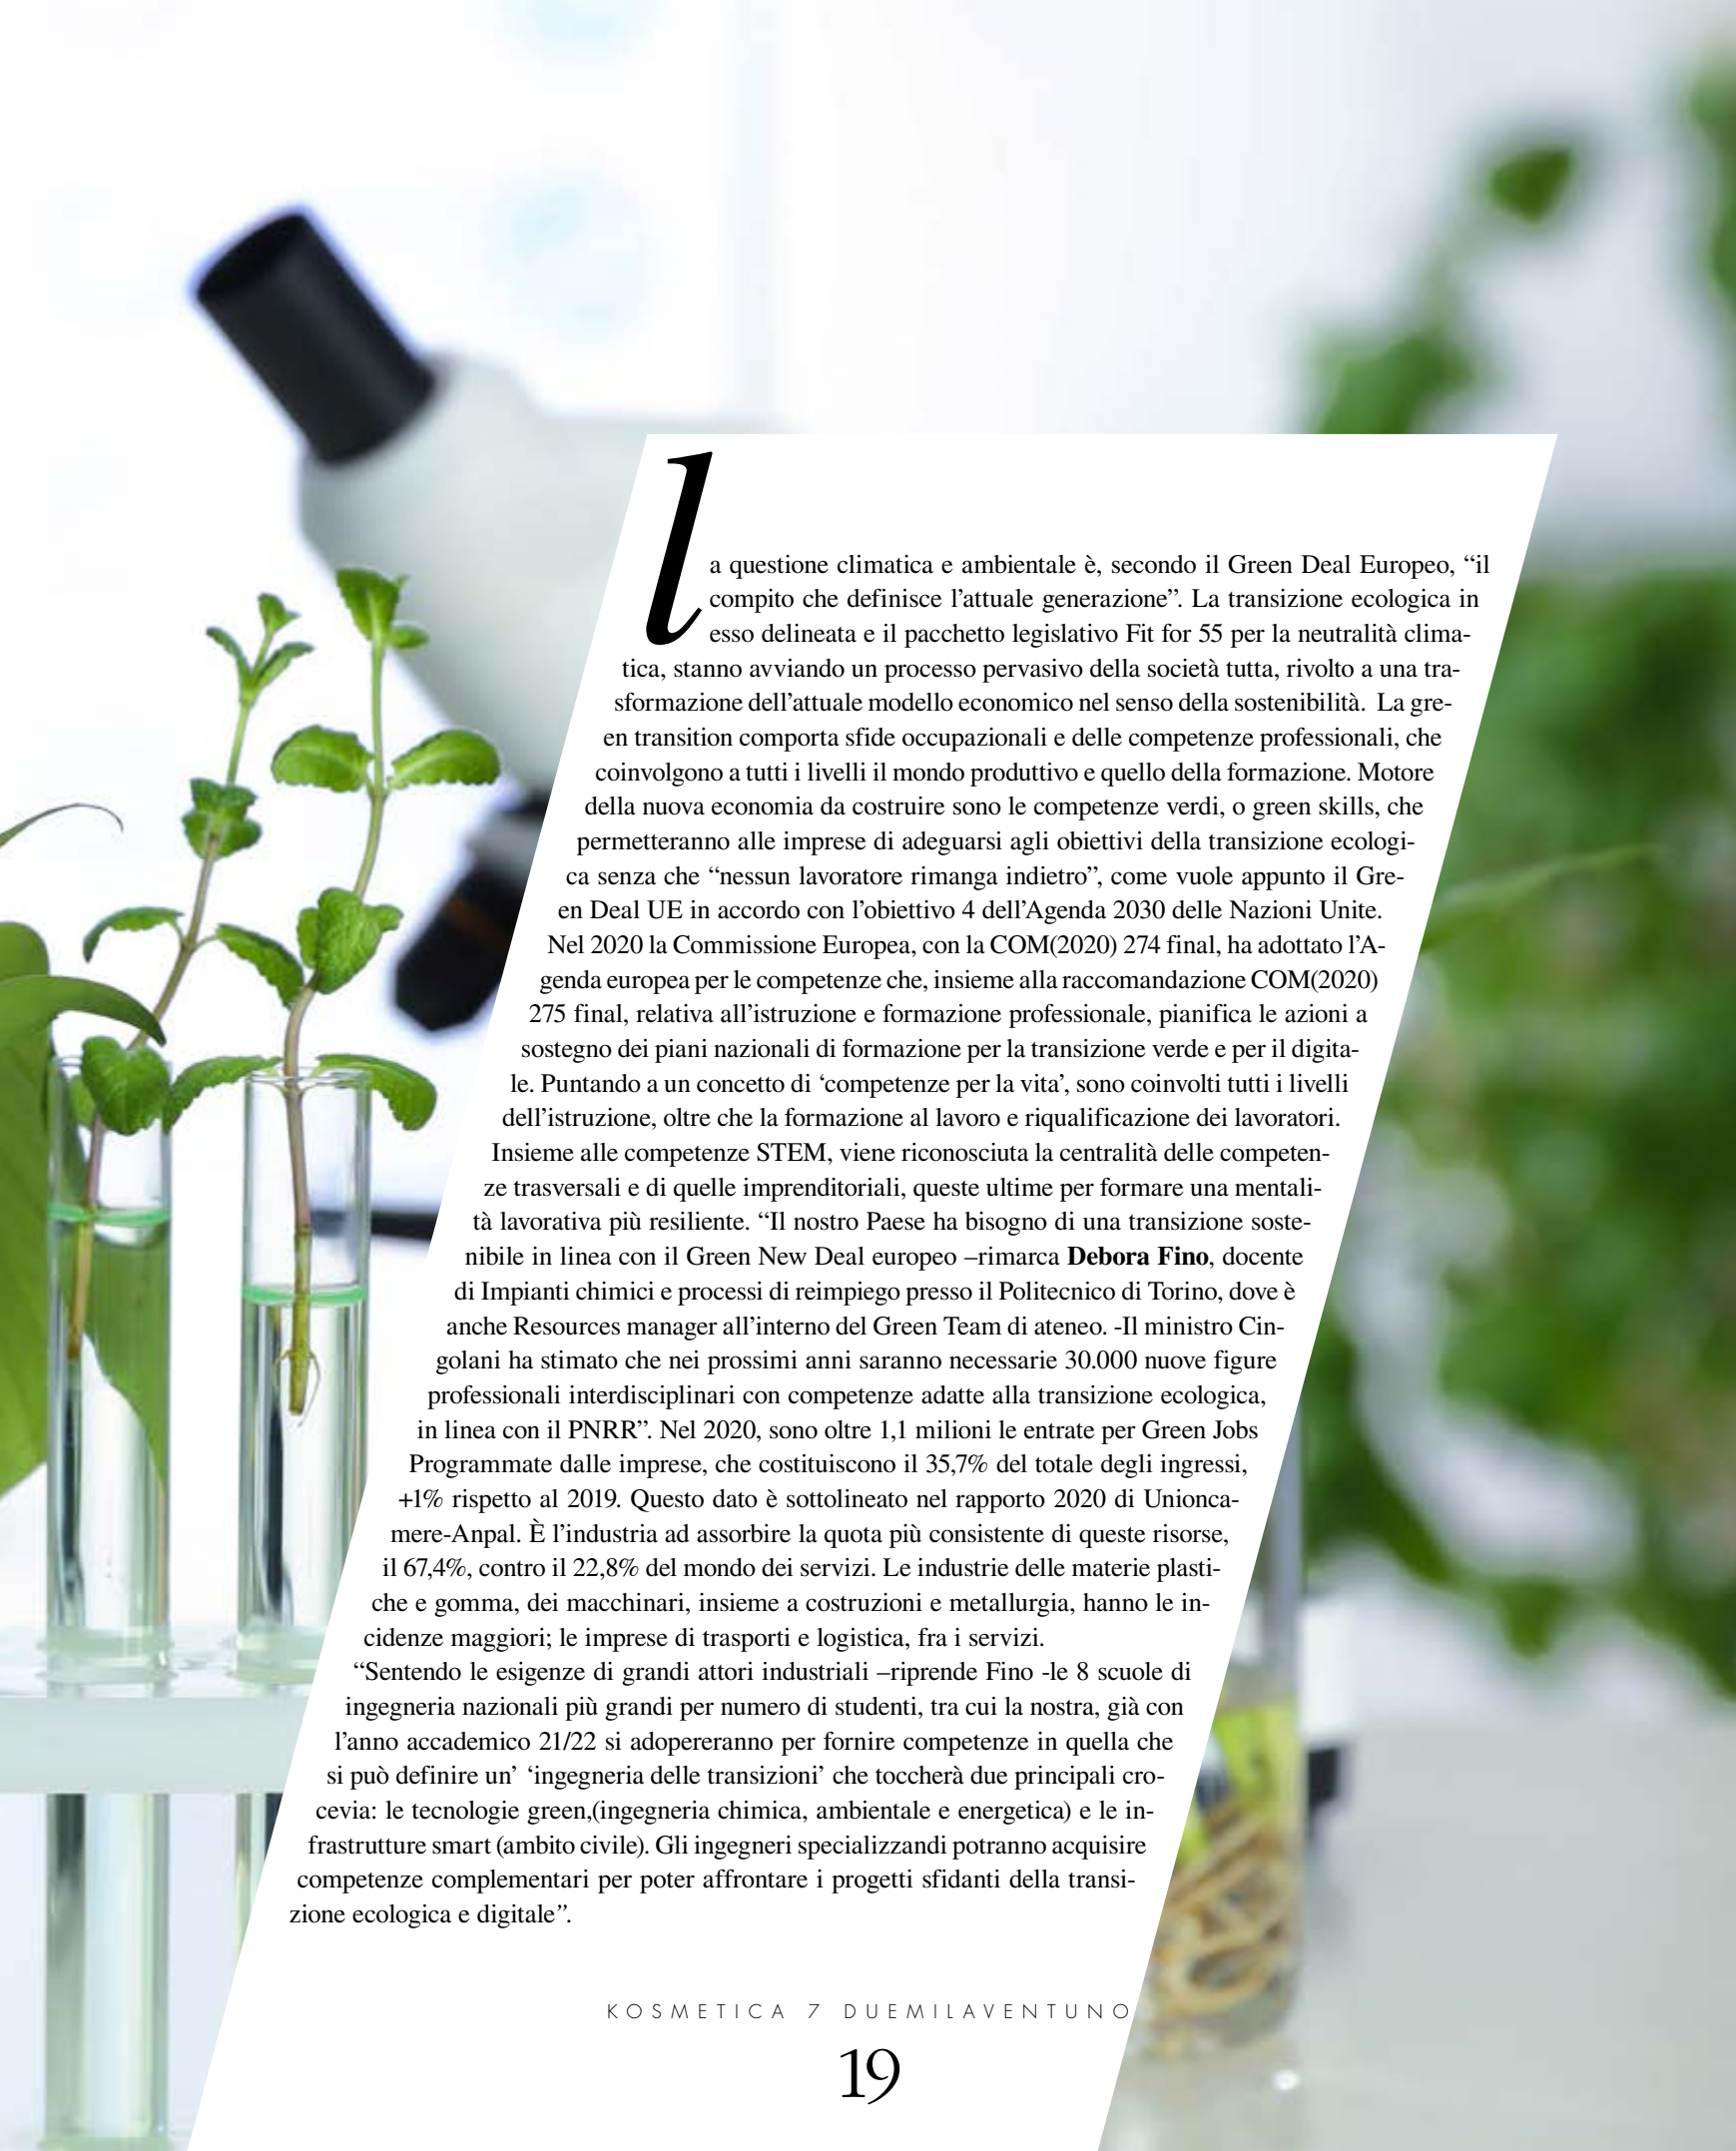 la questione climatica e ambientale è, secondo il Green Deal Europeo, “il
compito che definisce l’attuale generazione”. La transizione ecologica in
esso delineata e il pacchetto legislativo Fit for 55 per la neutralità clima-
tica, stanno avviando un processo pervasivo della società tutta, rivolto a una tra-
sformazione dell’attuale modello economico nel senso della sostenibilità. La gre-
en transition comporta sfide occupazionali e delle competenze professionali, che
coinvolgono a tutti i livelli il mondo produttivo e quello della formazione. Motore
della nuova economia da costruire sono le competenze verdi, o green skills, che
permetteranno alle imprese di adeguarsi agli obiettivi della transizione ecologi-
ca senza che “nessun lavoratore rimanga indietro”, come vuole appunto il Gre-
en Deal UE in accordo con l’obiettivo 4 dell’Agenda 2030 delle Nazioni Unite.
Nel 2020 la Commissione Europea, con la COM(2020) 274 final, ha adottato l’A-
genda europea per le competenze che, insieme alla raccomandazione COM(2020)
275 final, relativa all’istruzione e formazione professionale, pianifica le azioni a
sostegno dei piani nazionali di formazione per la transizione verde e per il digita-
le. Puntando a un concetto di ‘competenze per la vita’, sono coinvolti tutti i livelli
dell’istruzione, oltre che la formazione al lavoro e riqualificazione dei lavoratori.
Insieme alle competenze STEM, viene riconosciuta la centralità delle competen-
ze trasversali e di quelle imprenditoriali, queste ultime per formare una mentali-
tà lavorativa più resiliente. “Il nostro Paese ha bisogno di una transizione soste-
nibile in linea con il Green New Deal europeo –rimarca Debora Fino, docente
di Impianti chimici e processi di reimpiego presso il Politecnico di Torino, dove è
anche Resources manager all’interno del Green Team di ateneo. -Il ministro Cin-
golani ha stimato che nei prossimi anni saranno necessarie 30.000 nuove figure
professionali interdisciplinari con competenze adatte alla transizione ecologica,
in linea con il PNRR”. Nel 2020, sono oltre 1,1 milioni le entrate per Green Jobs
Programmate dalle imprese, che costituiscono il 35,7% del totale degli ingressi,
+1% rispetto al 2019. Questo dato è sottolineato nel rapporto 2020 di Unionca-
mere-Anpal. È l’industria ad assorbire la quota più consistente di queste risorse,
il 67,4%, contro il 22,8% del mondo dei servizi. Le industrie delle materie plasti-
che e gomma, dei macchinari, insieme a costruzioni e metallurgia, hanno le in-
cidenze maggiori; le imprese di trasporti e logistica, fra i servizi.
“Sentendo le esigenze di grandi attori industriali –riprende Fino -le 8 scuole di
ingegneria nazionali più grandi per numero di studenti, tra cui la nostra, già con
l’anno accademico 21/22 si adopereranno per fornire competenze in quella che
si può definire un’ ‘ingegneria delle transizioni’ che toccherà due principali cro-
cevia: le tecnologie green,(ingegneria chimica, ambientale e energetica) e le in-
frastrutture smart (ambito civile). Gli ingegneri specializzandi potranno acquisire
competenze complementari per poter affrontare i progetti sfidanti della transi-
zione ecologica e digitale”.
KOSMETICA 7 DUEMILAVENTUNO
19